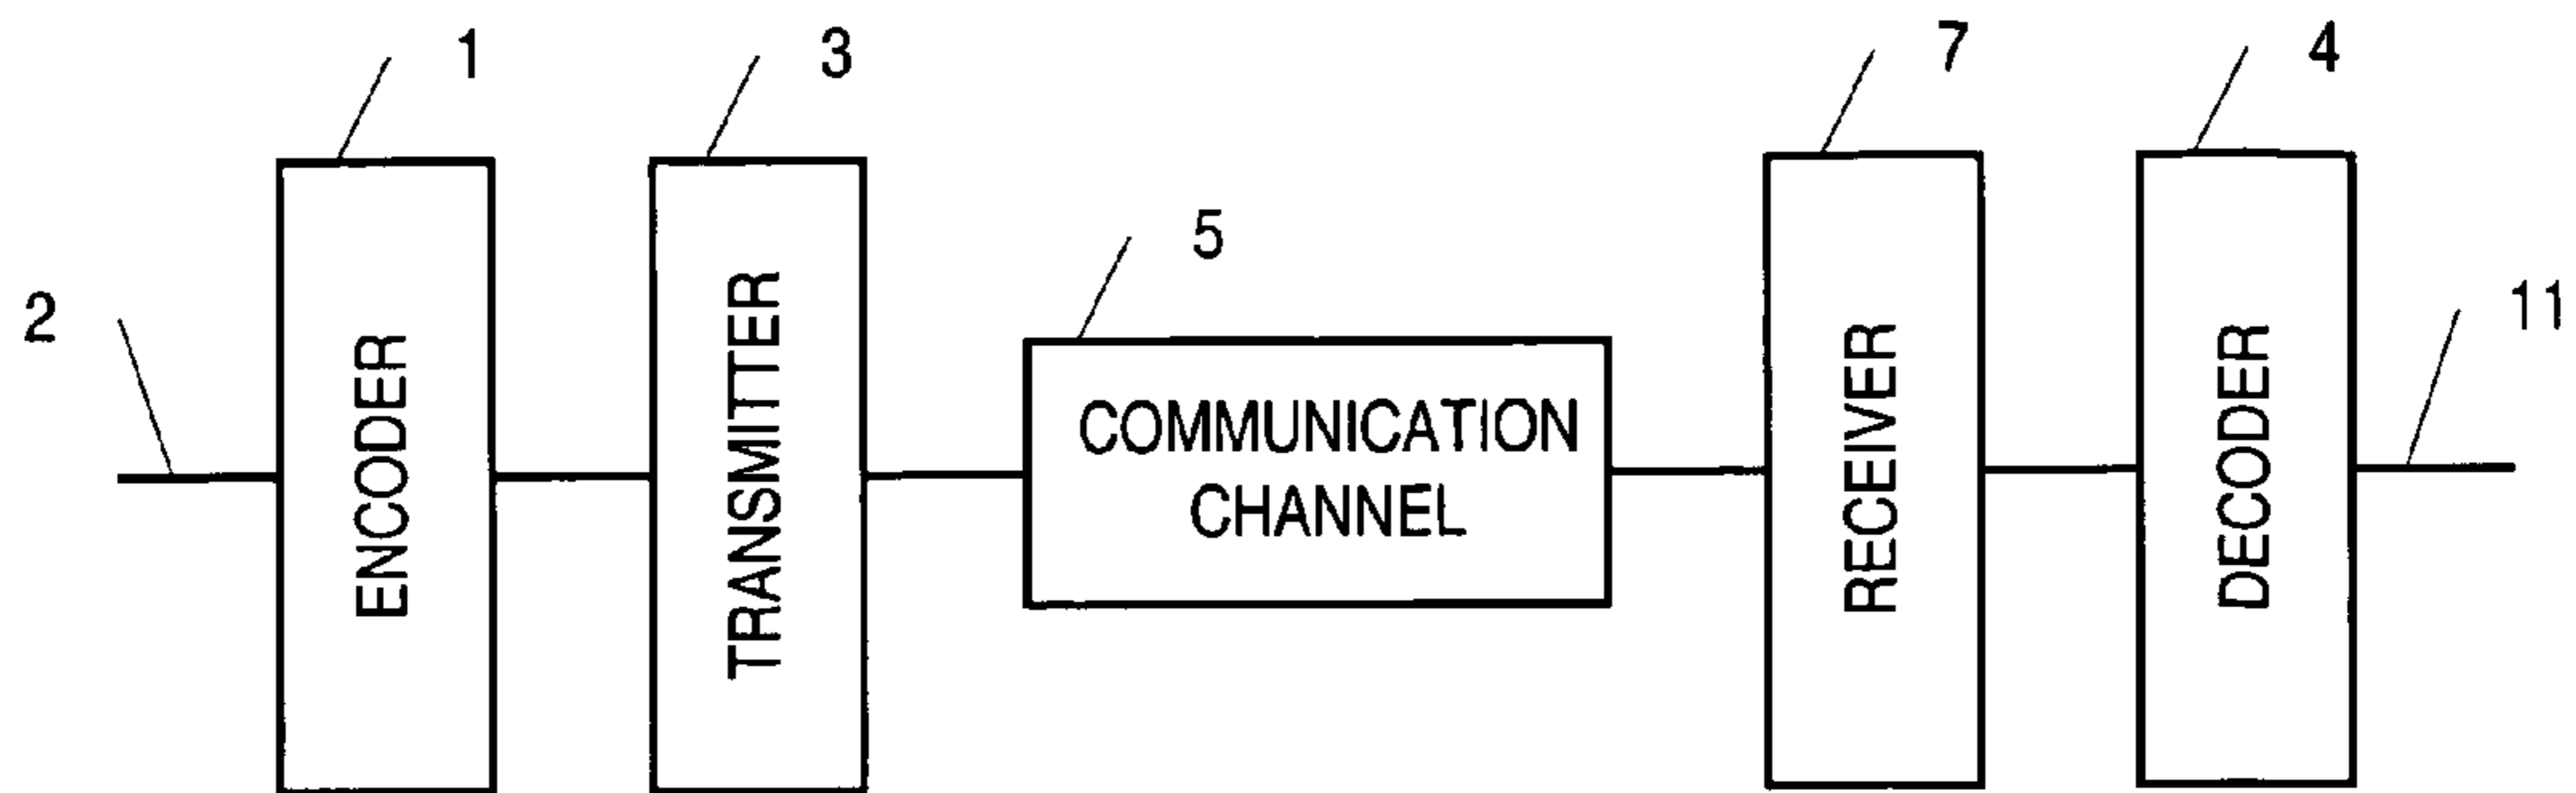 1
3
7
4
5
2
11
ENCODER
TRANSMITTER
COMMUNICATION
CHANNEL
RECEIVER
DECODER